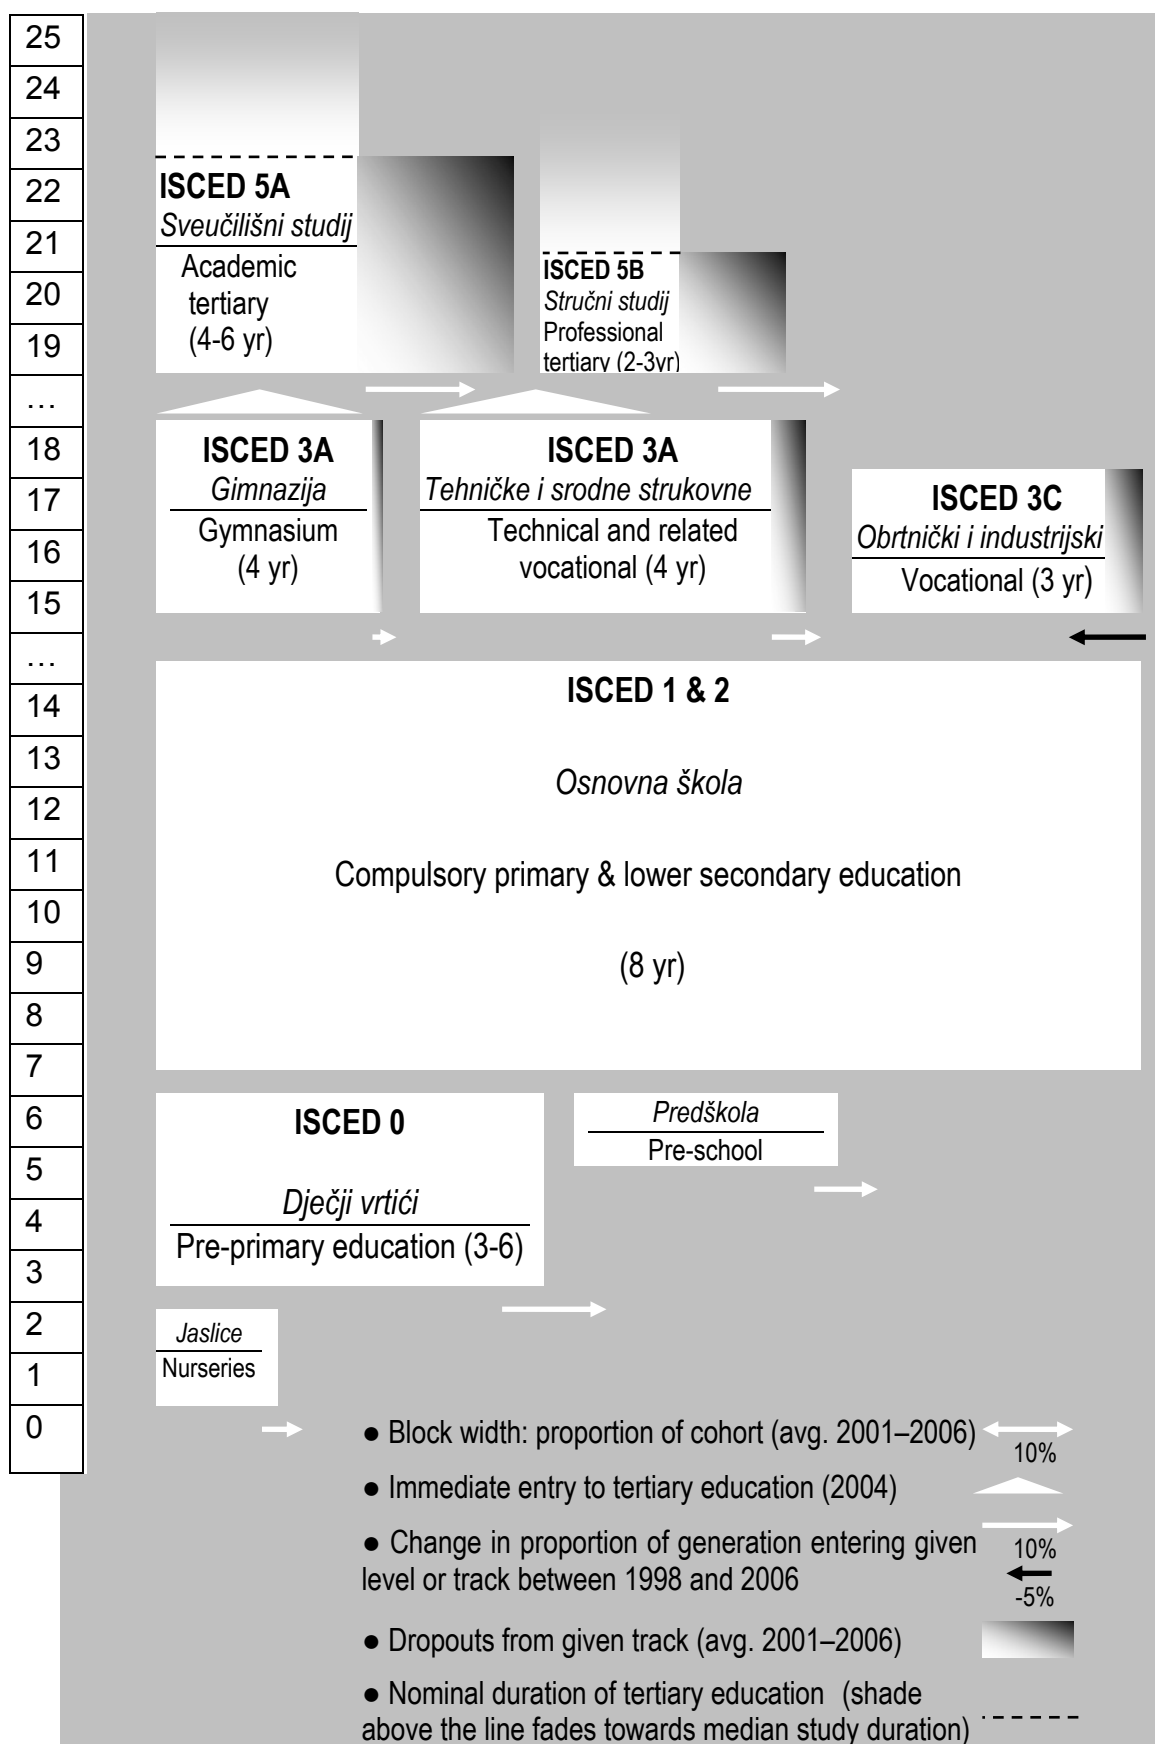 25
24
23
22
21
20
19
…
18
17
16
15
…
14
13
12
11
10
9
8
7
6
5
4
3
2
1
0
ISCED 5A
Sveučilišni studij
Academic
tertiary
(4-6 yr)
ISCED 5B
Stručni studij
Professional
tertiary (2-3yr)
ISCED 3A
Gimnazija
Gymnasium
(4 yr)
ISCED 3A
Tehničke i srodne strukovne
Technical and related
vocational (4 yr)
ISCED 3C
Obrtnički i industrijski
Vocational (3 yr)
ISCED 1 & 2
Osnovna škola
Compulsory primary & lower secondary education
(8 yr)
ISCED 0
Dječji vrtići
Pre-primary education (3-6)
Predškola
Pre-school
Jaslice
Nurseries
● Block width: proportion of cohort (avg. 2001–2006)
10%
● Immediate entry to tertiary education (2004)
● Change in proportion of generation entering given
level or track between 1998 and 2006
10%
-5%
● Dropouts from given track (avg. 2001–2006)
● Nominal duration of tertiary education (shade
above the line fades towards median study duration)